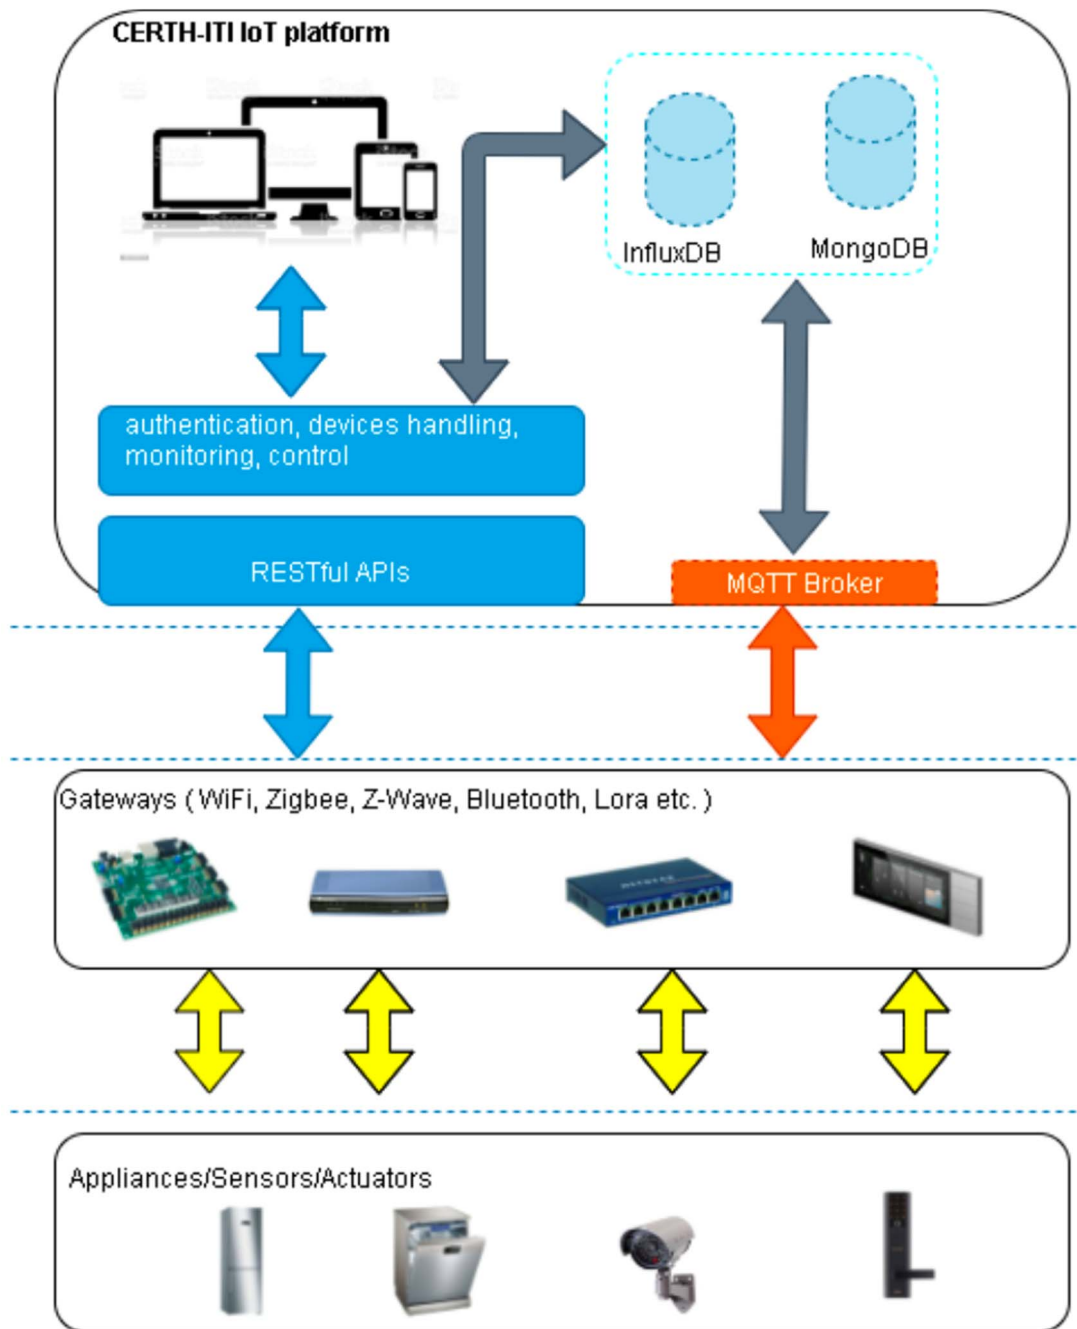 CERTH-ITI IoT platform
InfluxDB
MongoDB
authentication, devices handling,
monitoring, control
RESTful APIs
MQTT Broker
Gateways ( WiFi, Zigbee, Z-Wave, Bluetooth, Lora etc. )
NETGEAR
Appliances/Sensors/Actuators